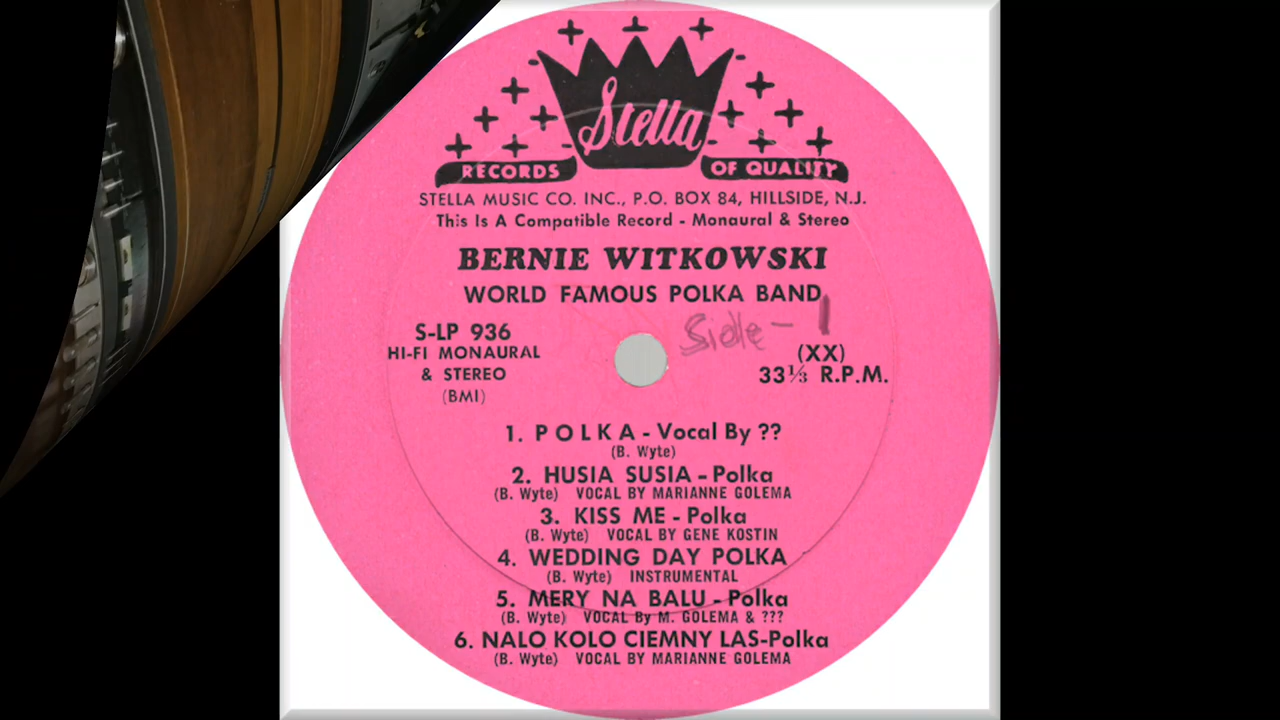 Stella
RECORDS OF QUALITY
STELLA MUSIC CO. INC., P.O. BOX 84, HILLSIDE, N.J.
This Is A Compatible Record - Monaural & Stereo
BERNIE WITKOWSKI
WORLD FAMOUS POLKA BAND
Side - 1
S-LP 936
HI-FI MONAURAL
& STEREO
(BMI)
(XX)
33⅓ R.P.M.
1. POLKA - Vocal By ??
(B. Wyte)
2. HUSIA SUSIA - Polka
(B. Wyte) VOCAL BY MARIANNE GOLEMA
3. KISS ME - Polka
(B. Wyte) VOCAL BY GENE KOSTIN
4. WEDDING DAY POLKA
(B. Wyte) INSTRUMENTAL
5. MERY NA BALU - Polka
(B. Wyte) VOCAL By M. GOLEMA & ???
6. NALO KOLO CIEMNY LAS-Polka
(B. Wyte) VOCAL BY MARIANNE GOLEMA